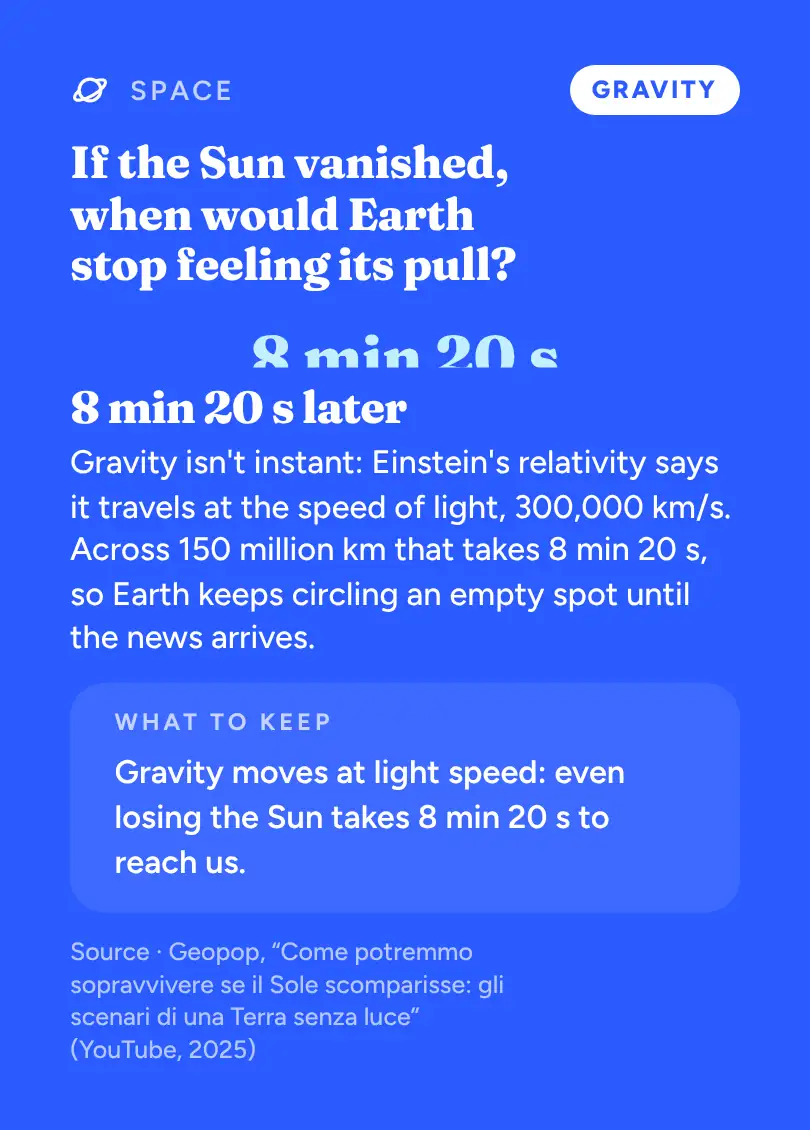 SPACE
GRAVITY
If the Sun vanished,
when would Earth
stop feeling its pull?
8 min 20 s
8 min 20 s later
Gravity isn't instant: Einstein's relativity says
it travels at the speed of light, 300,000 km/s.
Across 150 million km that takes 8 min 20 s,
so Earth keeps circling an empty spot until
the news arrives.
WHAT TO KEEP
Gravity moves at light speed: even
losing the Sun takes 8 min 20 s to
reach us.
Source · Geopop, “Come potremmo
sopravvivere se il Sole scomparisse: gli
scenari di una Terra senza luce”
(YouTube, 2025)